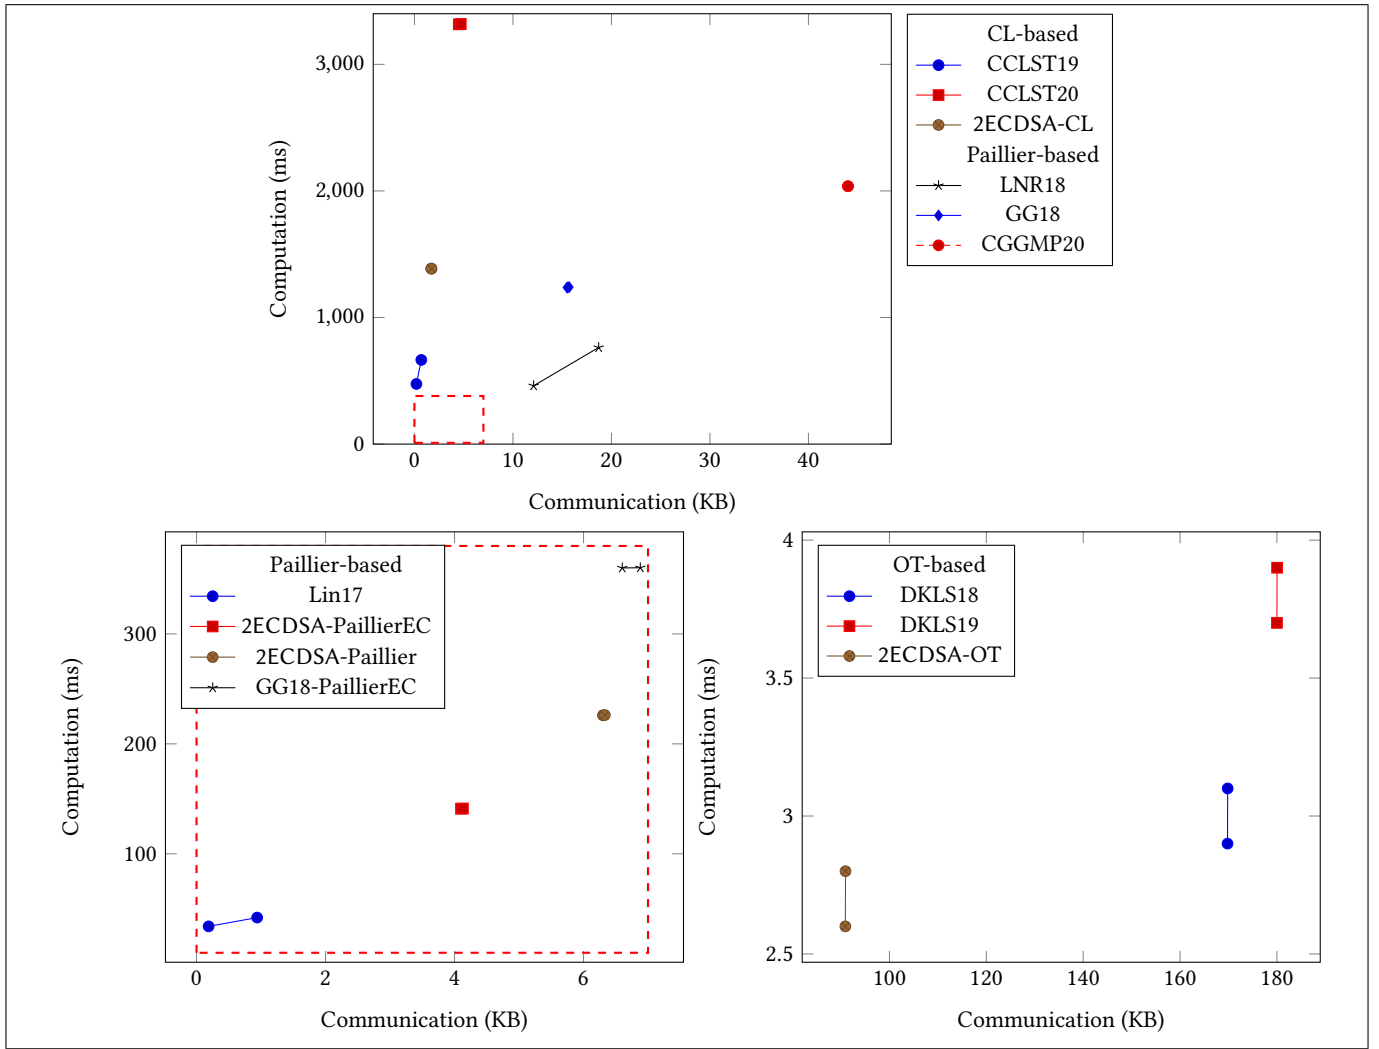 3,000
2,000
1,000
0
0 10 20 30 40
Computation (ms)
Communication (KB)
CL-based
CCLST19
CCLST20
2ECDSA-CL
Paillier-based
LNR18
GG18
CGGMP20
300
200
100
0 2 4 6
Computation (ms)
Communication (KB)
Paillier-based
Lin17
2ECDSA-PaillierEC
2ECDSA-Paillier
GG18-PaillierEC
4
3.5
3
2.5
100 120 140 160 180
Computation (ms)
Communication (KB)
OT-based
DKLS18
DKLS19
2ECDSA-OT